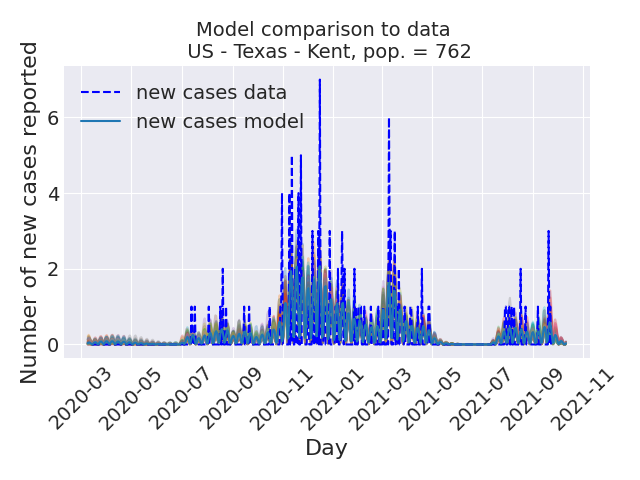 Model comparison to data
US - Texas - Kent, pop. = 762
Number of new cases reported
6
4
2
0
new cases data
new cases model
2020-03
2020-05
2020-07
2020-09
2020-11
2021-01
2021-03
2021-05
2021-07
2021-09
2021-11
Day